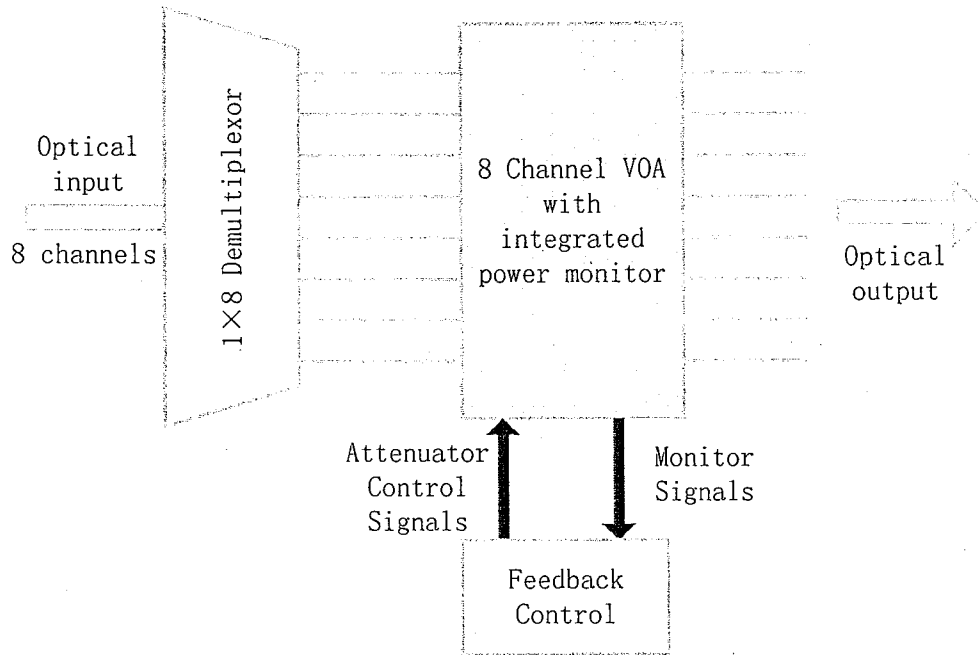 Optical
input
8 channels
1×8 Demultiplexor
8 Channel VOA
with
integrated
power monitor
Optical
output
Attenuator
Control
Signals
Monitor
Signals
Feedback
Control